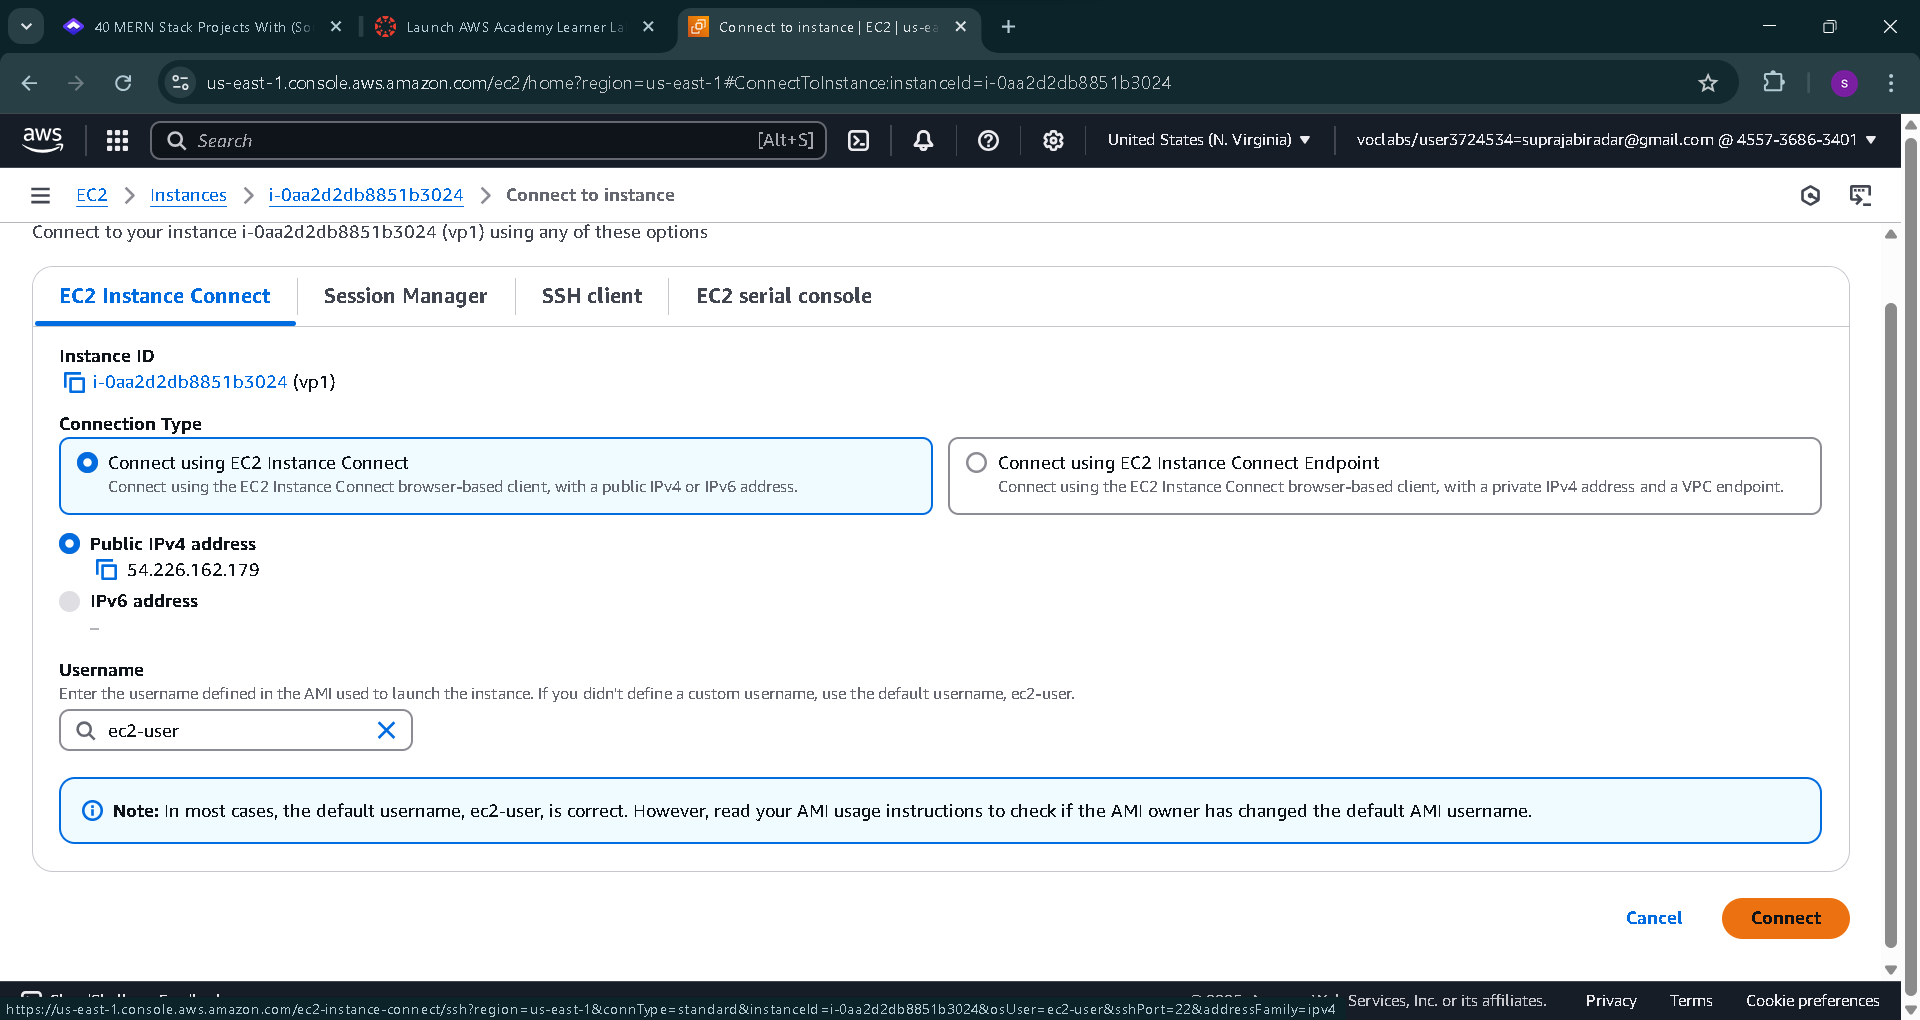 40 MERN Stack Projects With (So
Launch AWS Academy Learner La
Connect to instance | EC2 | us-ea
us-east-1.console.aws.amazon.com/ec2/home?region=us-east-1#ConnectToInstance:instanceId=i-0aa2d2db8851b3024
s
aws
Search
[Alt+S]
United States (N. Virginia)
voclabs/user3724534=suprajabiradar@gmail.com @ 4557-3686-3401
EC2
Instances
i-0aa2d2db8851b3024
Connect to instance
Connect to your instance i-0aa2d2db8851b3024 (vp1) using any of these options
EC2 Instance Connect
Session Manager
SSH client
EC2 serial console
Instance ID
i-0aa2d2db8851b3024 (vp1)
Connection Type
Connect using EC2 Instance Connect
Connect using the EC2 Instance Connect browser-based client, with a public IPv4 or IPv6 address.
Connect using EC2 Instance Connect Endpoint
Connect using the EC2 Instance Connect browser-based client, with a private IPv4 address and a VPC endpoint.
Public IPv4 address
54.226.162.179
IPv6 address
–
Username
Enter the username defined in the AMI used to launch the instance. If you didn't define a custom username, use the default username, ec2-user.
ec2-user
Note: In most cases, the default username, ec2-user, is correct. However, read your AMI usage instructions to check if the AMI owner has changed the default AMI username.
Cancel
Connect
Services, Inc. or its affiliates.
Privacy
Terms
Cookie preferences
https://us-east-1.console.aws.amazon.com/ec2-instance-connect/ssh?region=us-east-1&connType=standard&instanceId=i-0aa2d2db8851b3024&osUser=ec2-user&sshPort=22&addressFamily=ipv4